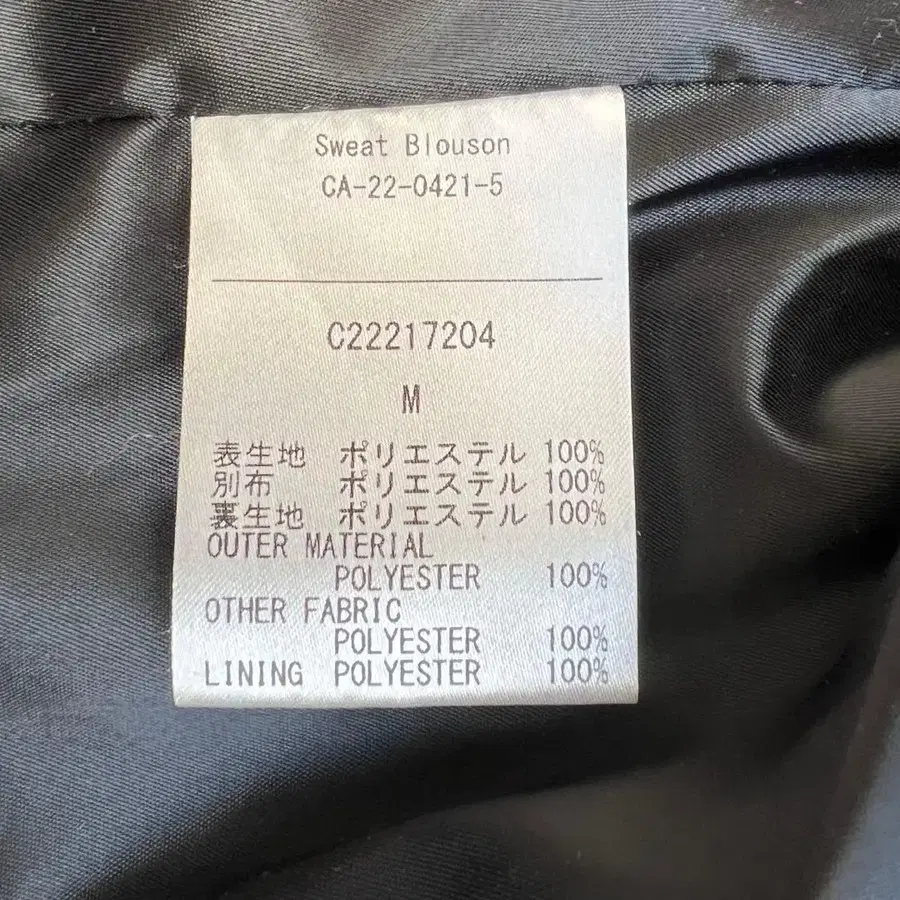 Sweat Blouson
CA-22-0421-5
C22217204
M
表生地 ポリエステル 100%
別布 ポリエステル 100%
裏生地 ポリエステル 100%
OUTER MATERIAL
POLYESTER 100%
OTHER FABRIC
POLYESTER 100%
LINING POLYESTER 100%